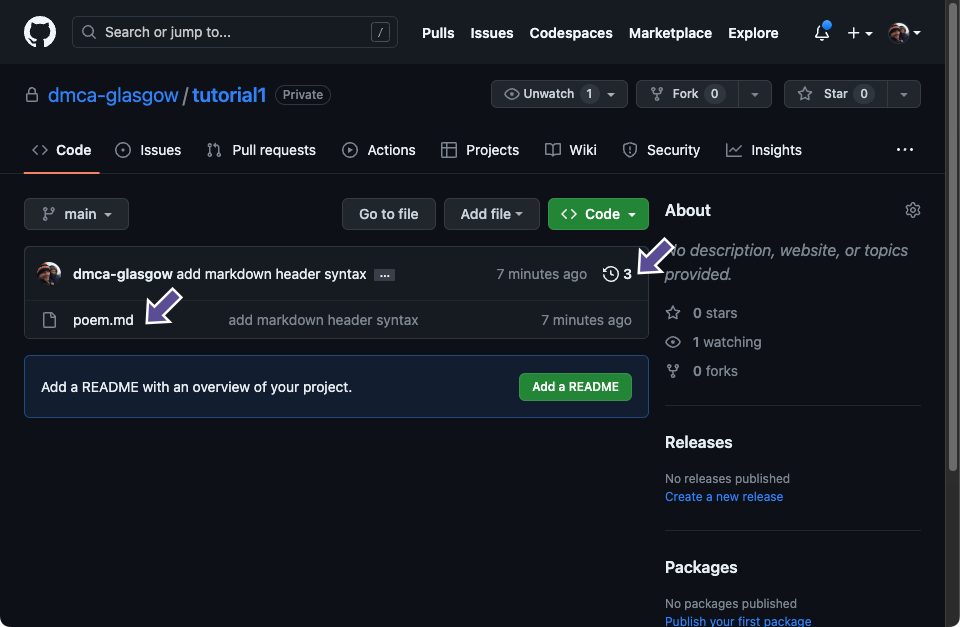 Search or jump to... /
Pulls Issues Codespaces Marketplace Explore
dmca-glasgow / tutorial1 Private
Unwatch 1 Fork 0 Star 0
Code Issues Pull requests Actions Projects Wiki Security Insights ...
main Go to file Add file Code
dmca-glasgow add markdown header syntax ... 7 minutes ago 3
poem.md add markdown header syntax 7 minutes ago
Add a README with an overview of your project. Add a README
About
No description, website, or topics
provided.
0 stars
1 watching
0 forks
Releases
No releases published
Create a new release
Packages
No packages published
Publish your first package